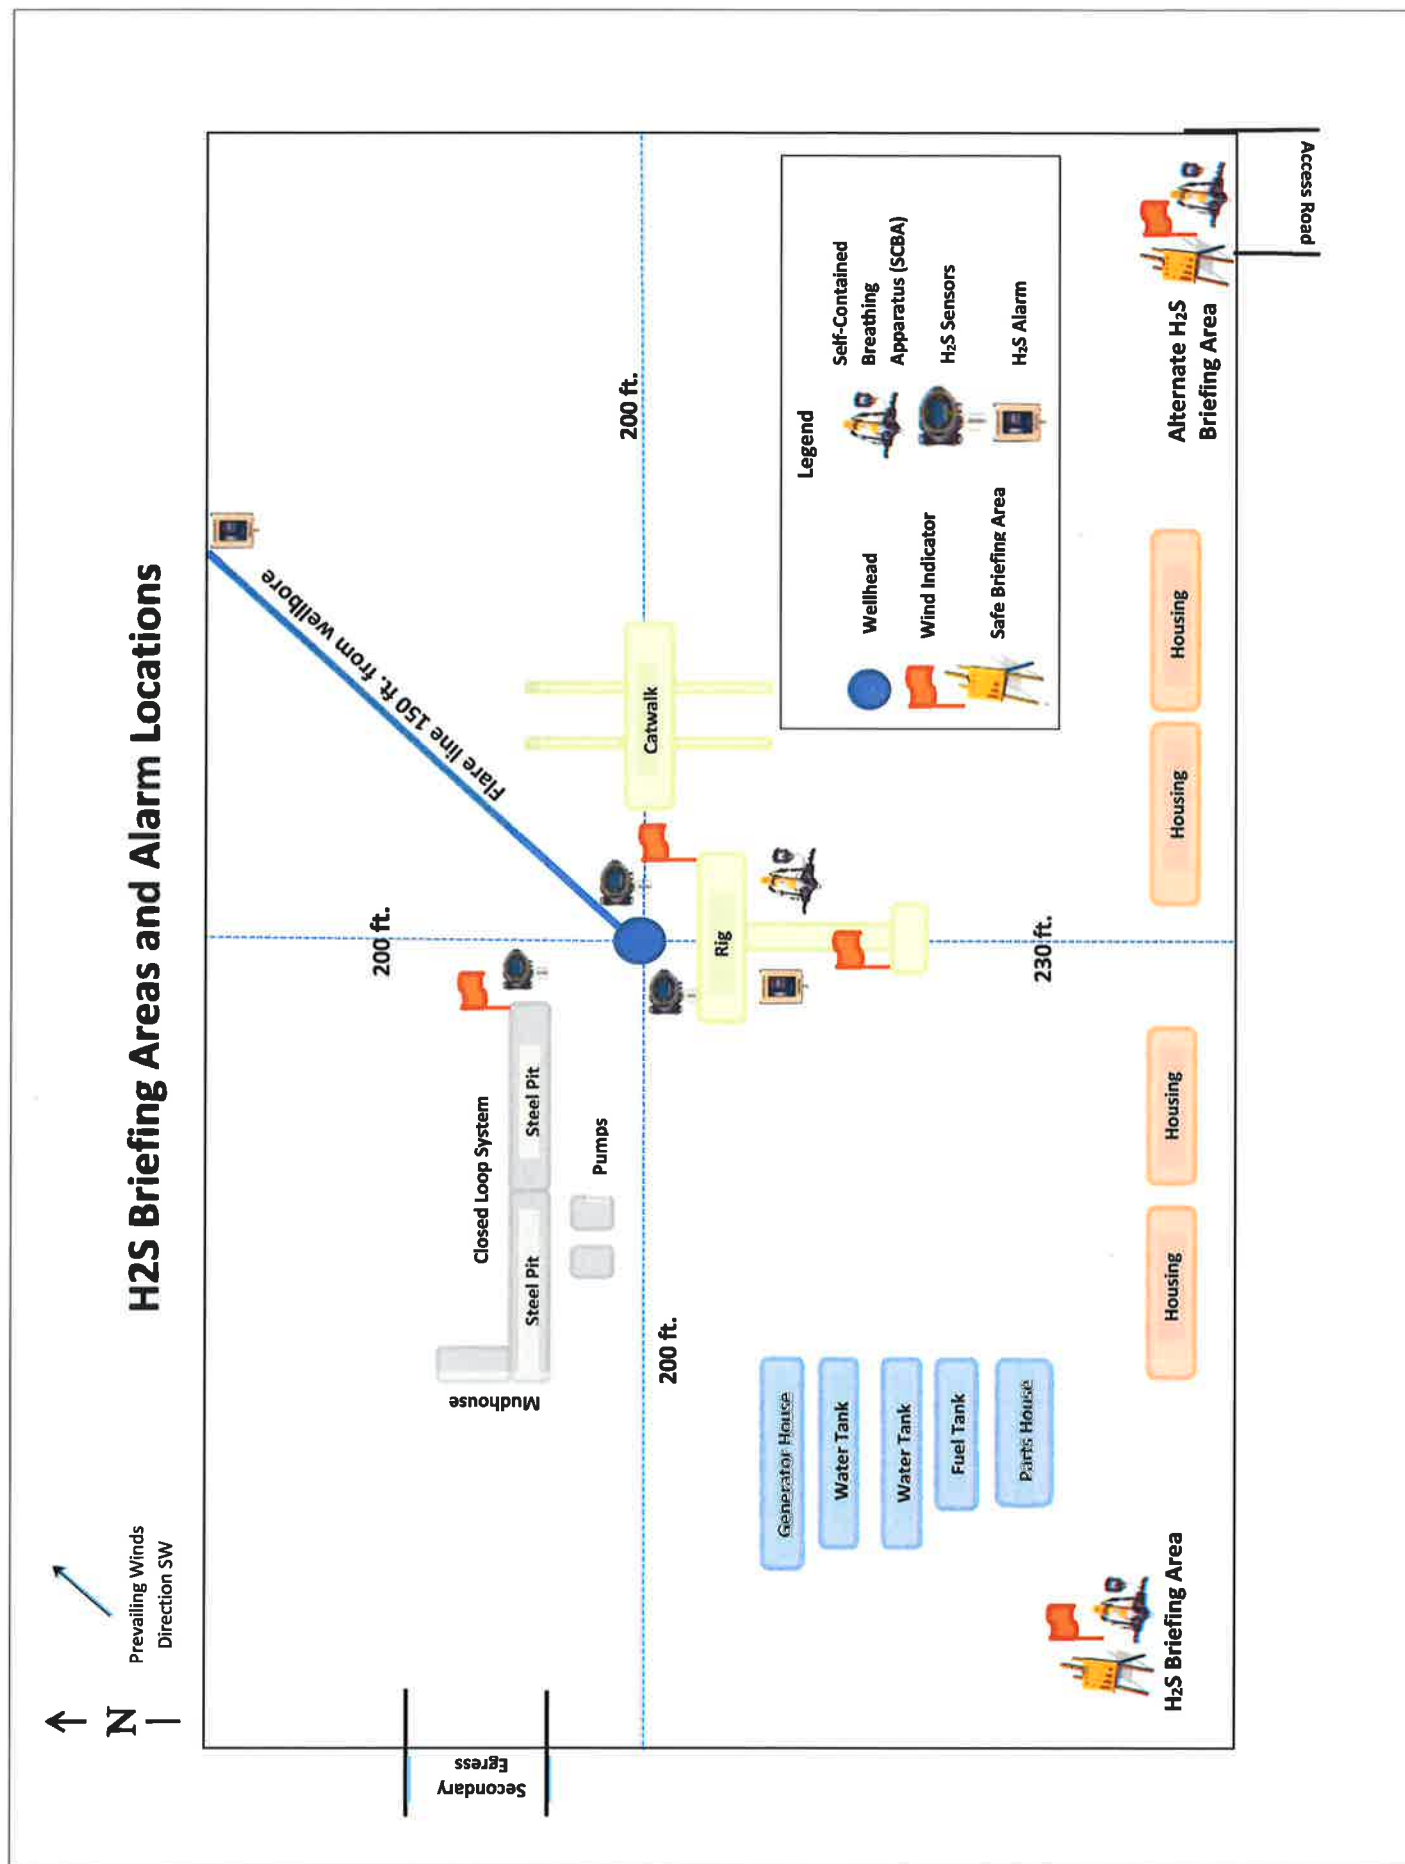 H2S Briefing Areas and Alarm Locations
N
Prevailing Winds
Direction SW
Secondary
Egress
200 ft.
Flare line 150 ft. from wellbore
Closed Loop System
Mudhouse
Steel Pit
Steel Pit
Pumps
200 ft.
200 ft.
Catwalk
Rig
230 ft.
Generator House
Water Tank
Water Tank
Fuel Tank
Parts House
Legend
Wellhead
Wind Indicator
Safe Briefing Area
Self-Contained
Breathing
Apparatus (SCBA)
H₂S Sensors
H₂S Alarm
Housing
Housing
Housing
Housing
H₂S Briefing Area
Alternate H₂S
Briefing Area
Access Road